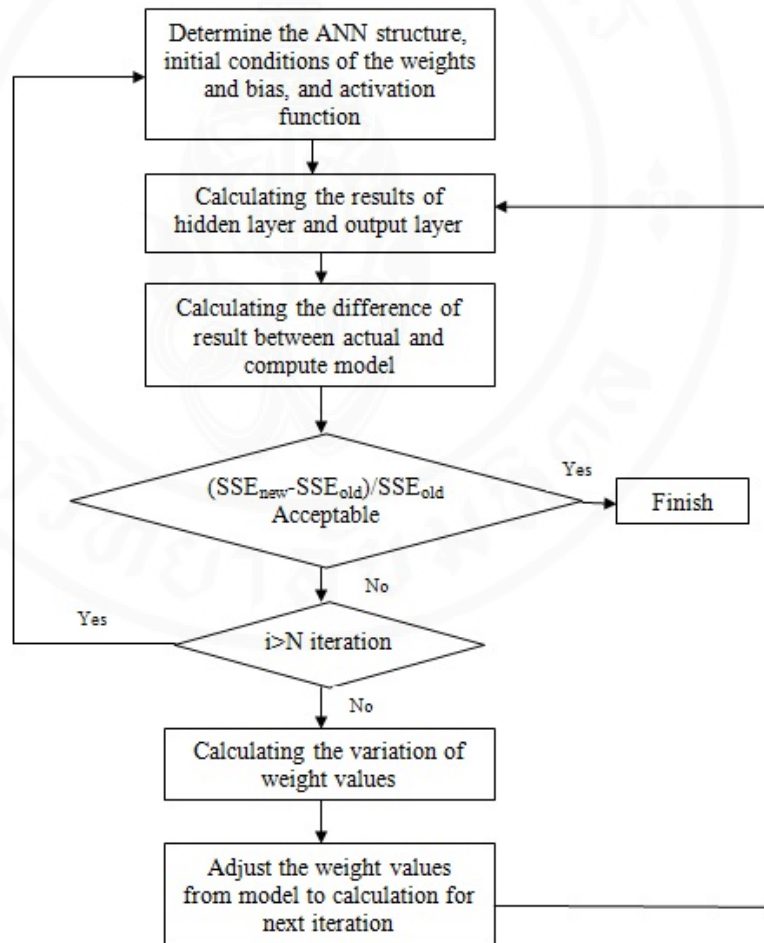 Determine the ANN structure,
initial conditions of the weights
and bias, and activation
function
Calculating the results of
hidden layer and output layer
Calculating the difference of
result between actual and
compute model
(SSEnew-SSEold)/SSEold
Acceptable
Yes
Finish
No
Yes
i>N iteration
No
Calculating the variation of
weight values
Adjust the weight values
from model to calculation for
next iteration